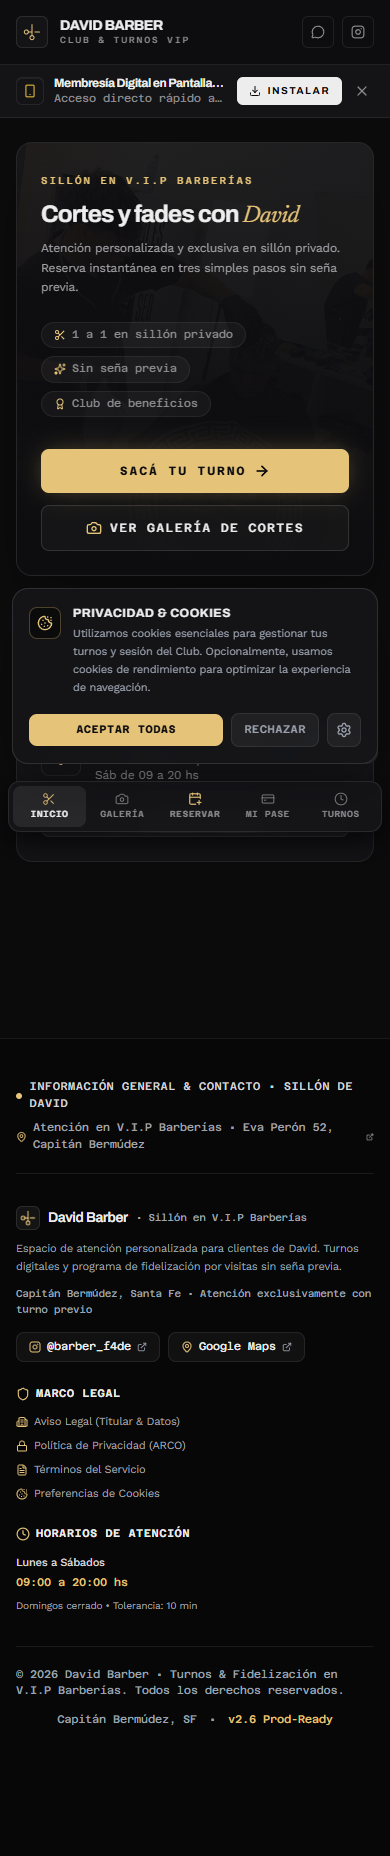 DAVID BARBER
CLUB & TURNOS VIP
Membresía Digital en Pantalla...
Acceso directo rápido a...
INSTALAR
SILLÓN EN V.I.P BARBERÍAS
Cortes y fades con David
Atención personalizada y exclusiva en sillón privado.
Reserva instantánea en tres simples pasos sin seña
previa.
1 a 1 en sillón privado
Sin seña previa
Club de beneficios
SACÁ TU TURNO →
VER GALERÍA DE CORTES
PRIVACIDAD & COOKIES
Utilizamos cookies esenciales para gestionar tus
turnos y sesión del Club. Opcionalmente, usamos
cookies de rendimiento para optimizar la experiencia
de navegación.
ACEPTAR TODAS
RECHAZAR
Sáb de 09 a 20 hs
INICIO
GALERÍA
RESERVAR
MI PASE
TURNOS
INFORMACIÓN GENERAL & CONTACTO • SILLÓN DE
DAVID
Atención en V.I.P Barberías • Eva Perón 52,
Capitán Bermúdez
David Barber · Sillón en V.I.P Barberías
Espacio de atención personalizada para clientes de David. Turnos
digitales y programa de fidelización por visitas sin seña previa.
Capitán Bermúdez, Santa Fe • Atención exclusivamente con
turno previo
@barber_f4de
Google Maps
MARCO LEGAL
Aviso Legal (Titular & Datos)
Política de Privacidad (ARCO)
Términos del Servicio
Preferencias de Cookies
HORARIOS DE ATENCIÓN
Lunes a Sábados
09:00 a 20:00 hs
Domingos cerrado • Tolerancia: 10 min
© 2026 David Barber • Turnos & Fidelización en
V.I.P Barberías. Todos los derechos reservados.
Capitán Bermúdez, SF • v2.6 Prod-Ready